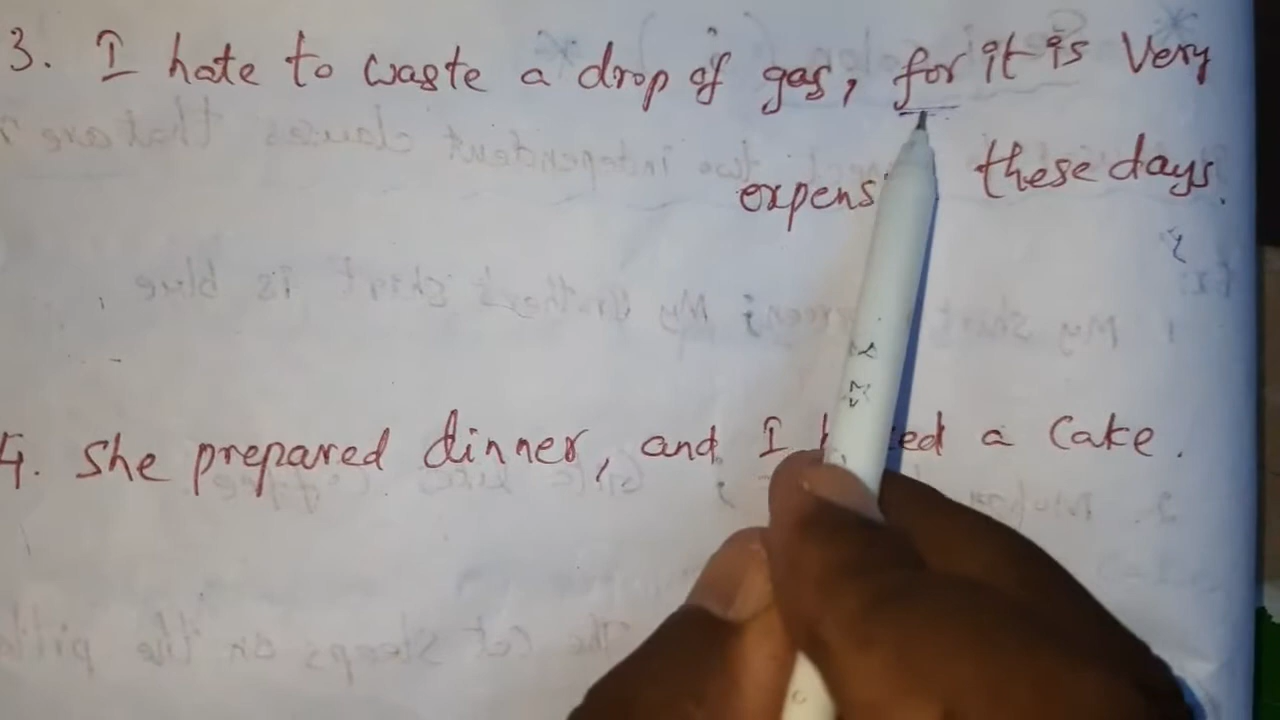 3. I hate to waste a drop of gas, for it is Very
expens these days.
4. She prepared dinner, and I ed a Cake.